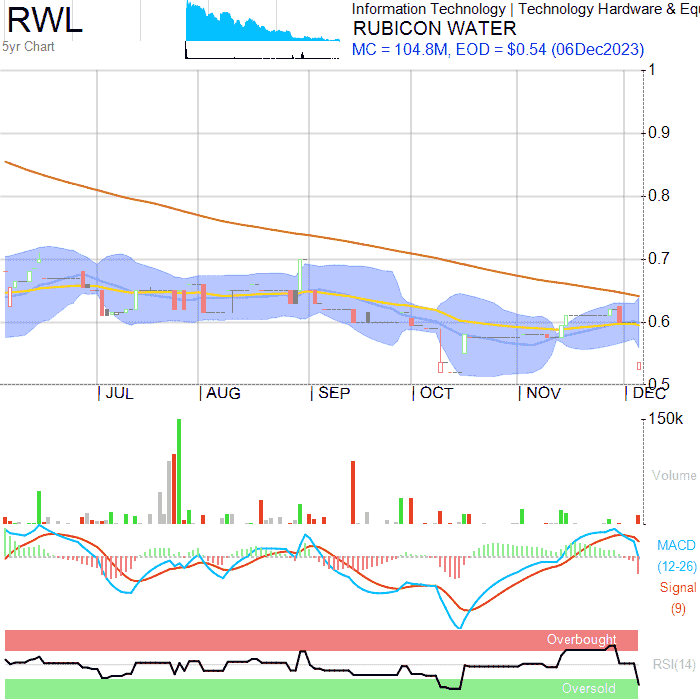 RWL
5yr Chart
Information Technology | Technology Hardware & Equ
RUBICON WATER
MC = 104.8M, EOD = $0.54 (06Dec2023)
1
0.9
0.8
0.7
0.6
0.5
JUL AUG SEP OCT NOV DEC
150k
Volume
MACD
(12-26)
Signal
(9)
Overbought
RSI(14)
Oversold